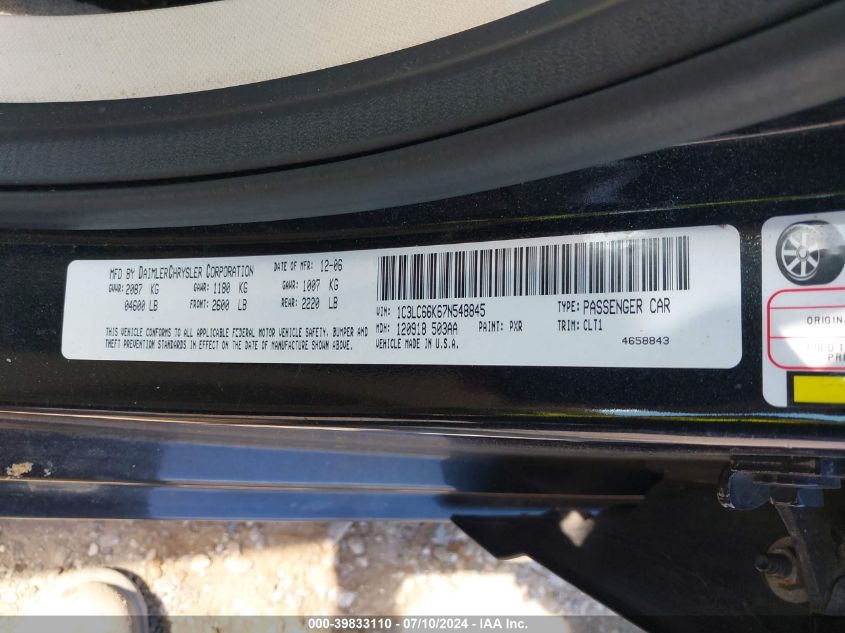 MFD BY DAIMLERCHRYSLER CORPORATION DATE OF MFR: 12-06
GVWR: 2087 KG GAWR: 1180 KG GAWR: 1007 KG
04600 LB FRONT: 2600 LB REAR: 2220 LB
THIS VEHICLE CONFORMS TO ALL APPLICABLE FEDERAL MOTOR VEHICLE SAFETY, BUMPER AND
THEFT PREVENTION STANDARDS IN EFFECT ON THE DATE OF MANUFACTURE SHOWN ABOVE.
VIN: 1C3LC66K67N548845 TYPE: PASSENGER CAR
MDH: 120918 503AA PAINT: PXR TRIM: CLT1
VEHICLE MADE IN U.S.A. 4658843
ORIGIN
000-39833110 / 07/10/2024 - IAA Inc.